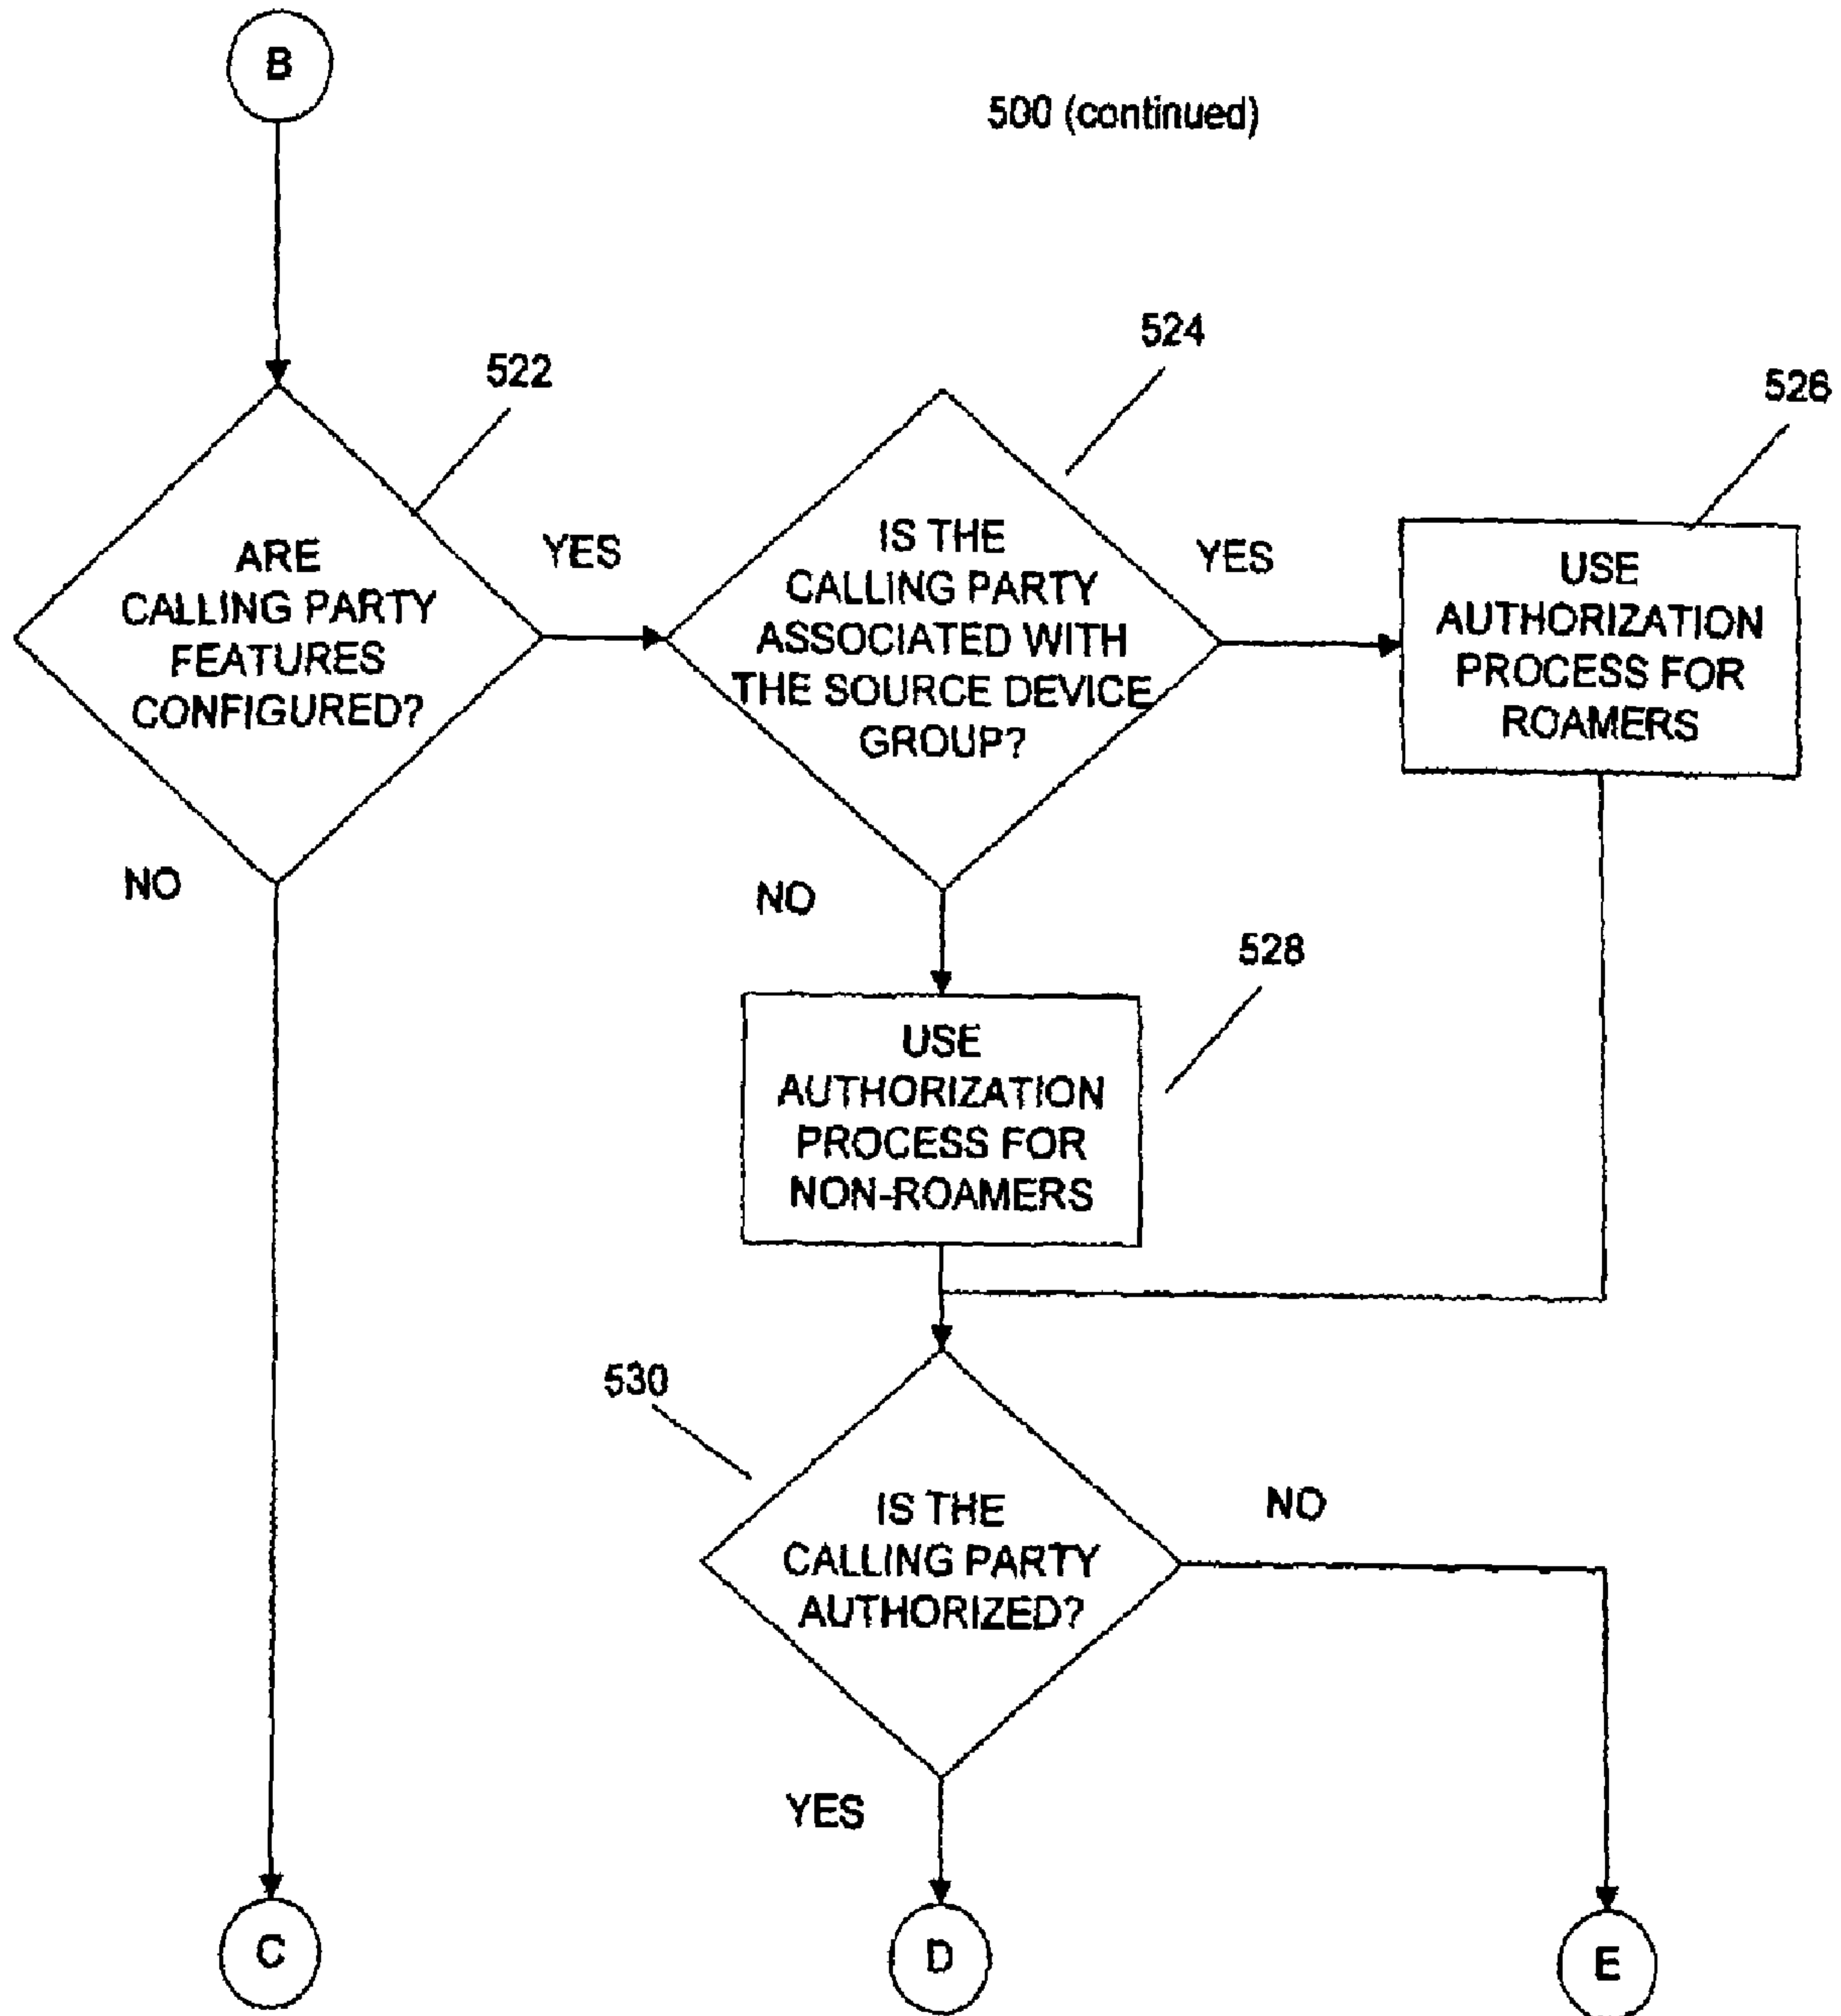 B
500 (continued)
522
524
526
ARE
CALLING PARTY
FEATURES
CONFIGURED?
YES
IS THE
CALLING PARTY
ASSOCIATED WITH
THE SOURCE DEVICE
GROUP?
YES
USE
AUTHORIZATION
PROCESS FOR
ROAMERS
NO
NO
528
USE
AUTHORIZATION
PROCESS FOR
NON-ROAMERS
530
IS THE
CALLING PARTY
AUTHORIZED?
NO
YES
C
D
E